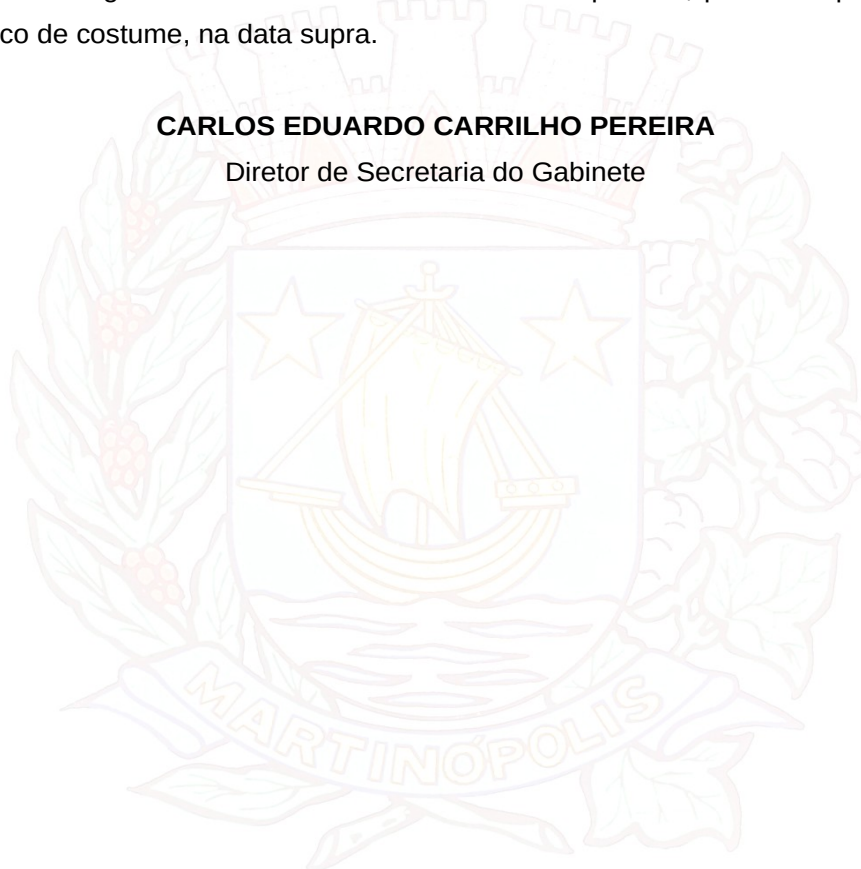 co de costume, na data supra.
CARLOS EDUARDO CARRILHO PEREIRA
Diretor de Secretaria do Gabinete
MARTINÓPOLIS